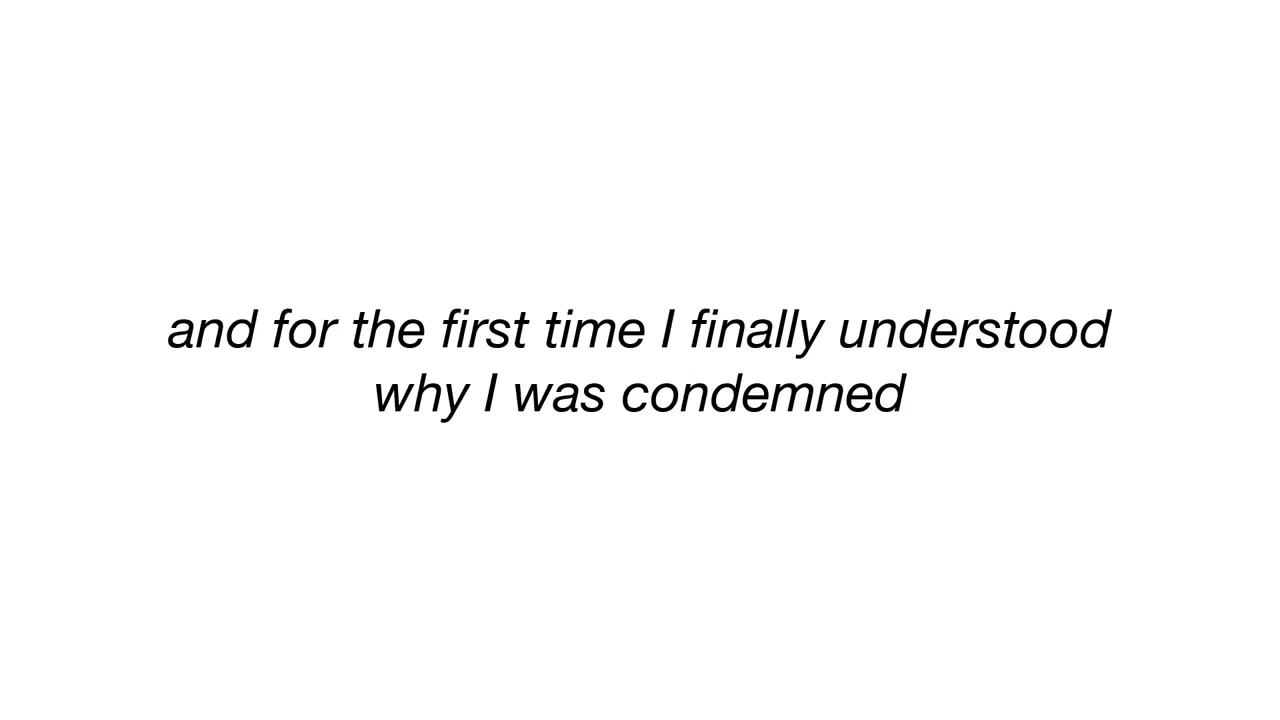 and for the first time I finally understood
why I was condemned